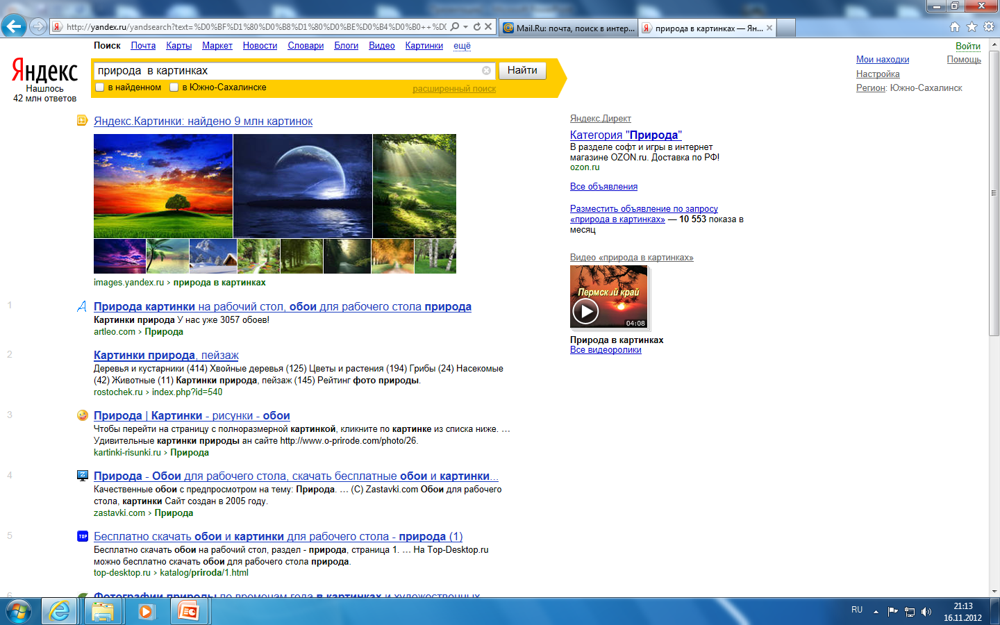 http://yandex.ru/yandsearch?text=%D0%BF%D1%80%D0%B8%D1%80%D0%BE%D0%B4%D0%B0++%D0
Mail.Ru: почта, поиск в интер...
природа в картинках — Ян...
Поиск Почта Карты Маркет Новости Словари Блоги Видео Картинки ещё
Войти
Мои находки Помощь
Настройка
Регион: Южно-Сахалинск
Яндекс
Нашлось
42 млн ответов
природа в картинках
Найти
в найденном в Южно-Сахалинске расширенный поиск
Яндекс.Картинки: найдено 9 млн картинок
images.yandex.ru › природа в картинках
1
Природа картинки на рабочий стол, обои для рабочего стола природа
Картинки природа У нас уже 3057 обоев!
artleo.com › Природа
2
Картинки природа, пейзаж
Деревья и кустарники (414) Хвойные деревья (125) Цветы и растения (194) Грибы (24) Насекомые
(42) Животные (11) Картинки природа, пейзаж (145) Рейтинг фото природы.
rostochek.ru › index.php?id=540
3
Природа | Картинки - рисунки - обои
Чтобы перейти на страницу с полноразмерной картинкой, кликните по картинке из списка ниже. ...
Удивительные картинки природы ан сайте http://www.o-prirode.com/photo/26.
kartinki-risunki.ru › Природа
4
Природа - Обои для рабочего стола, скачать бесплатные обои и картинки...
Качественные обои с предпросмотром на тему: Природа. ... (C) Zastavki.com Обои для рабочего
стола, картинки Сайт создан в 2005 году.
zastavki.com › Природа
5
TOP
Бесплатно скачать обои и картинки для рабочего стола - природа (1)
Бесплатно скачать обои на рабочий стол, раздел - природа, страница 1. ... На Top-Desktop.ru
можно бесплатно скачать обои для рабочего стола природа.
top-desktop.ru › katalog/priroda/1.html
6
Фотографии природы по временам года в картинках и художественных
Яндекс.Директ
Категория "Природа"
В разделе софт и игры в интернет
магазине OZON.ru. Доставка по РФ!
ozon.ru
Все объявления
Разместить объявление по запросу
«природа в картинках» — 10 553 показа в
месяц
Видео «природа в картинках»
Пермский край
04:08
Природа в картинках
Все видеоролики
RU
21:13
16.11.2012